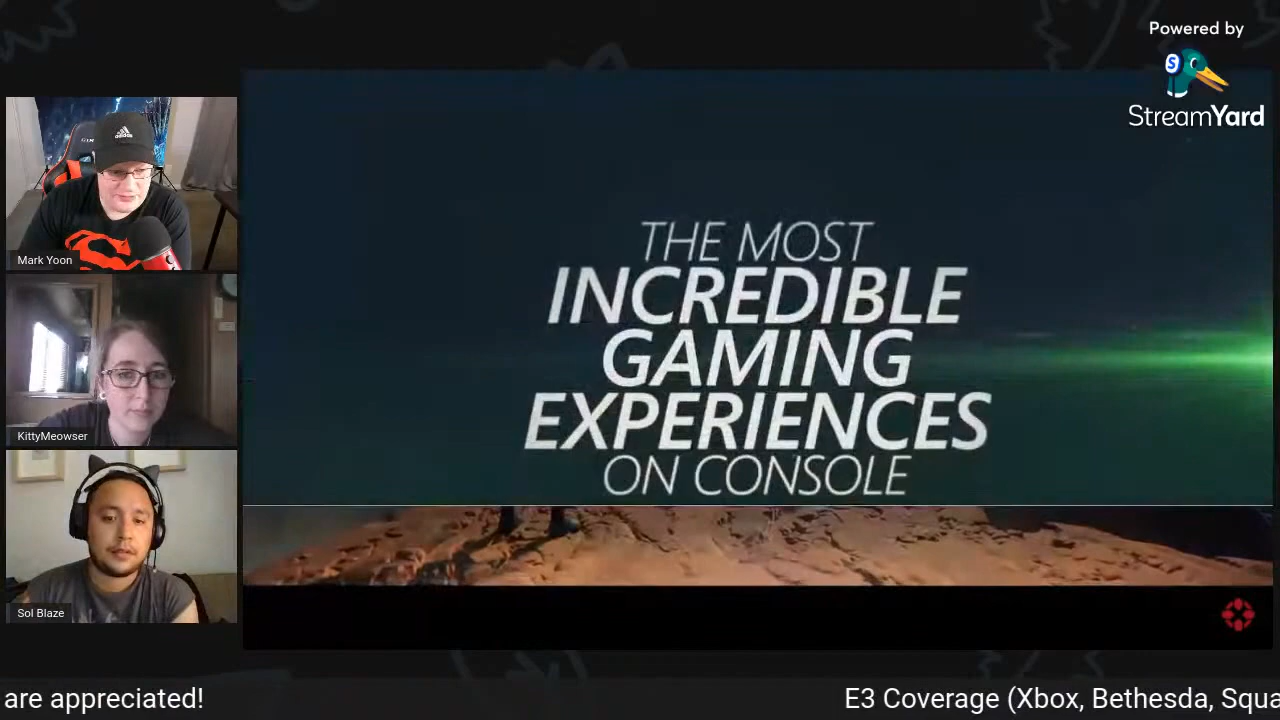 Powered by
StreamYard
adidas
Mark Yoon
KittyMeowser
Sol Blaze
THE MOST
INCREDIBLE
GAMING
EXPERIENCES
ON CONSOLE
are appreciated!
E3 Coverage (Xbox, Bethesda, Squa